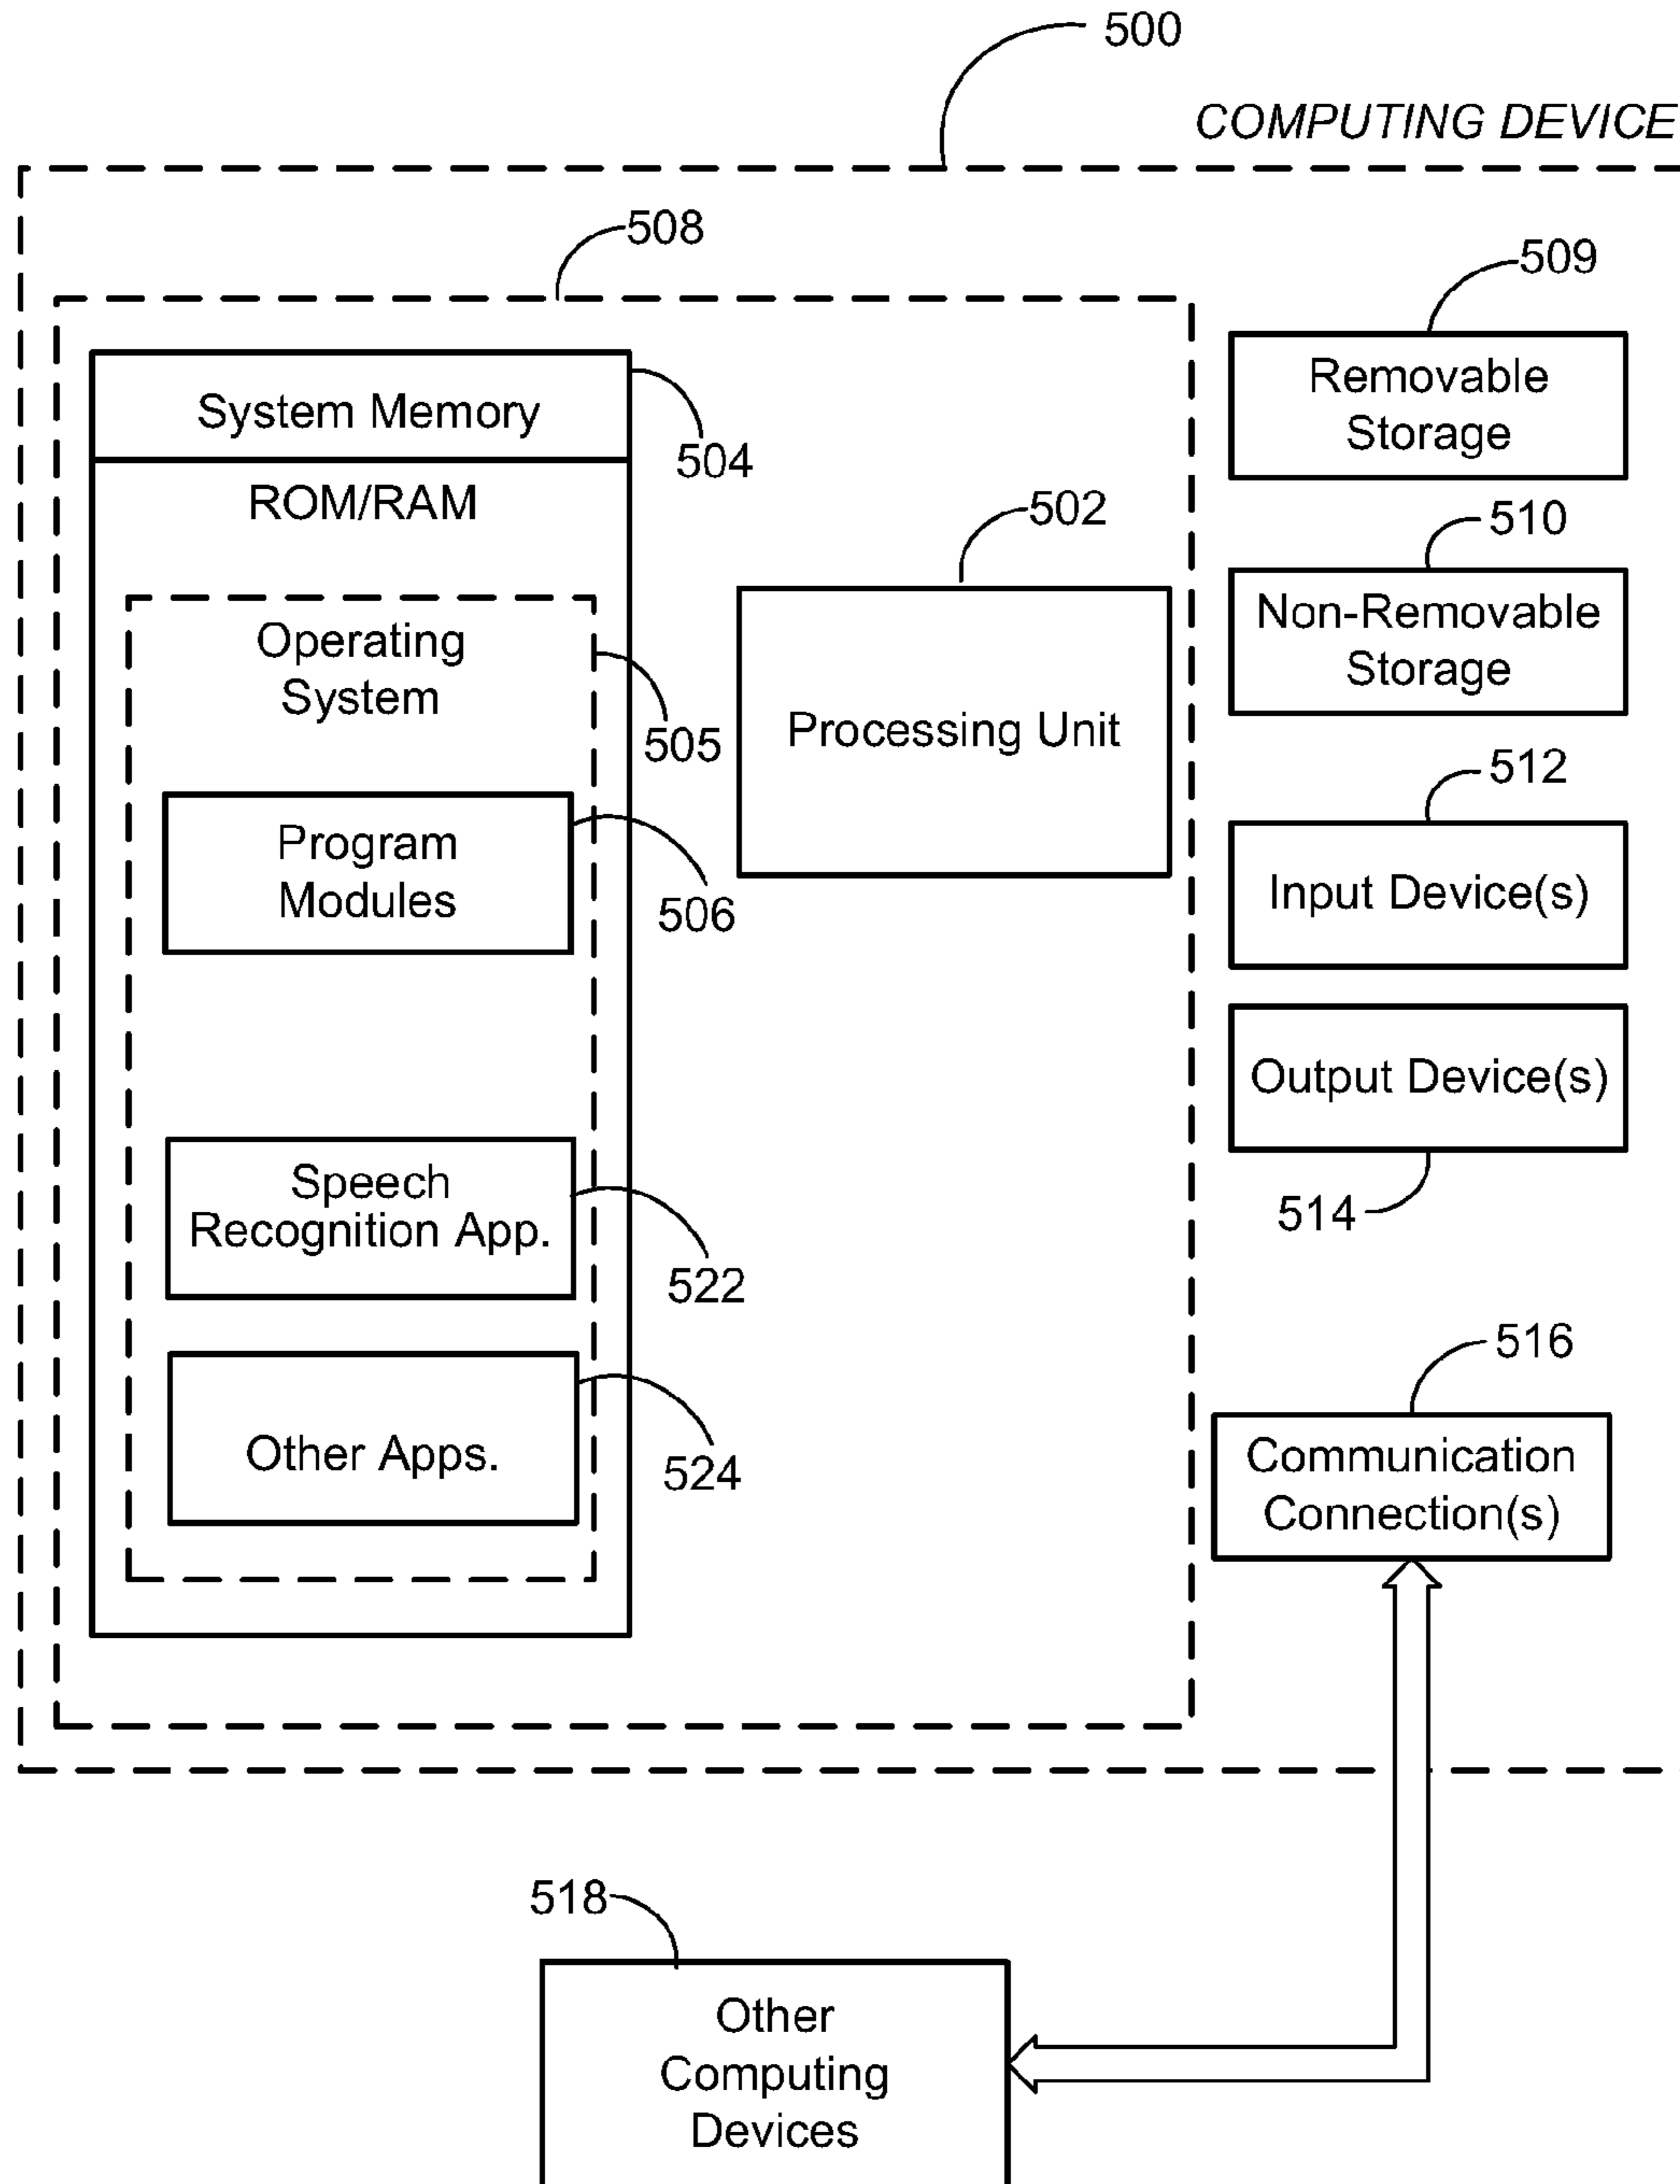 500
COMPUTING DEVICE
508
509
Removable
Storage
System Memory
504
ROM/RAM
502
510
Non-Removable
Storage
Operating
System
505
Processing Unit
512
Program
Modules
506
Input Device(s)
Output Device(s)
514
Speech
Recognition App.
522
516
Other Apps.
524
Communication
Connection(s)
518
Other
Computing
Devices